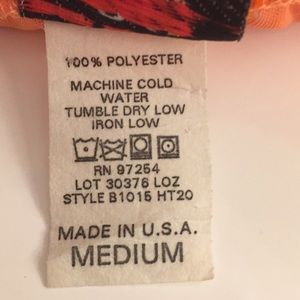 100% POLYESTER
MACHINE COLD
WATER
TUMBLE DRY LOW
IRON LOW
RN 97254
LOT 30376 LOZ
STYLE B1015 HT20
MADE IN U.S.A.
MEDIUM